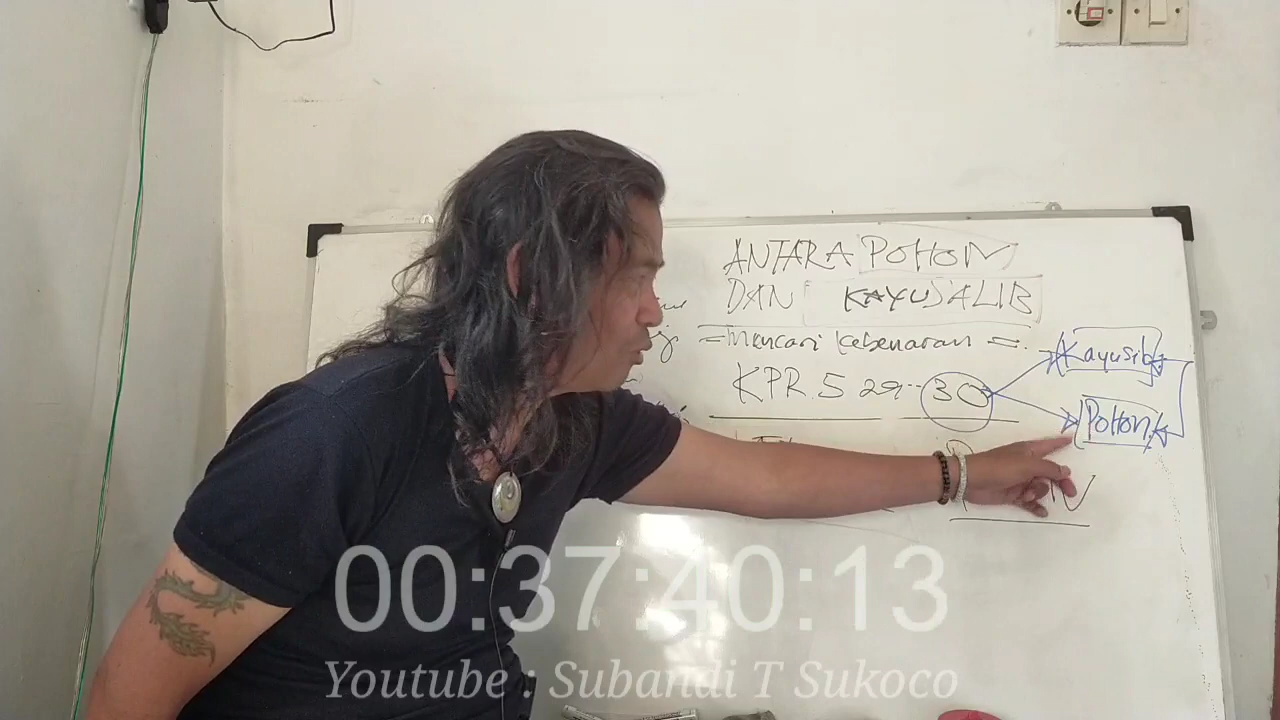 ANTARA POHON
DAN KAYU SALIB
= Mencari kebenaran =
KPR. 5 29-30
Kayusib
Pohon
00:37:40:13
Youtube : Subandi T Sukoco